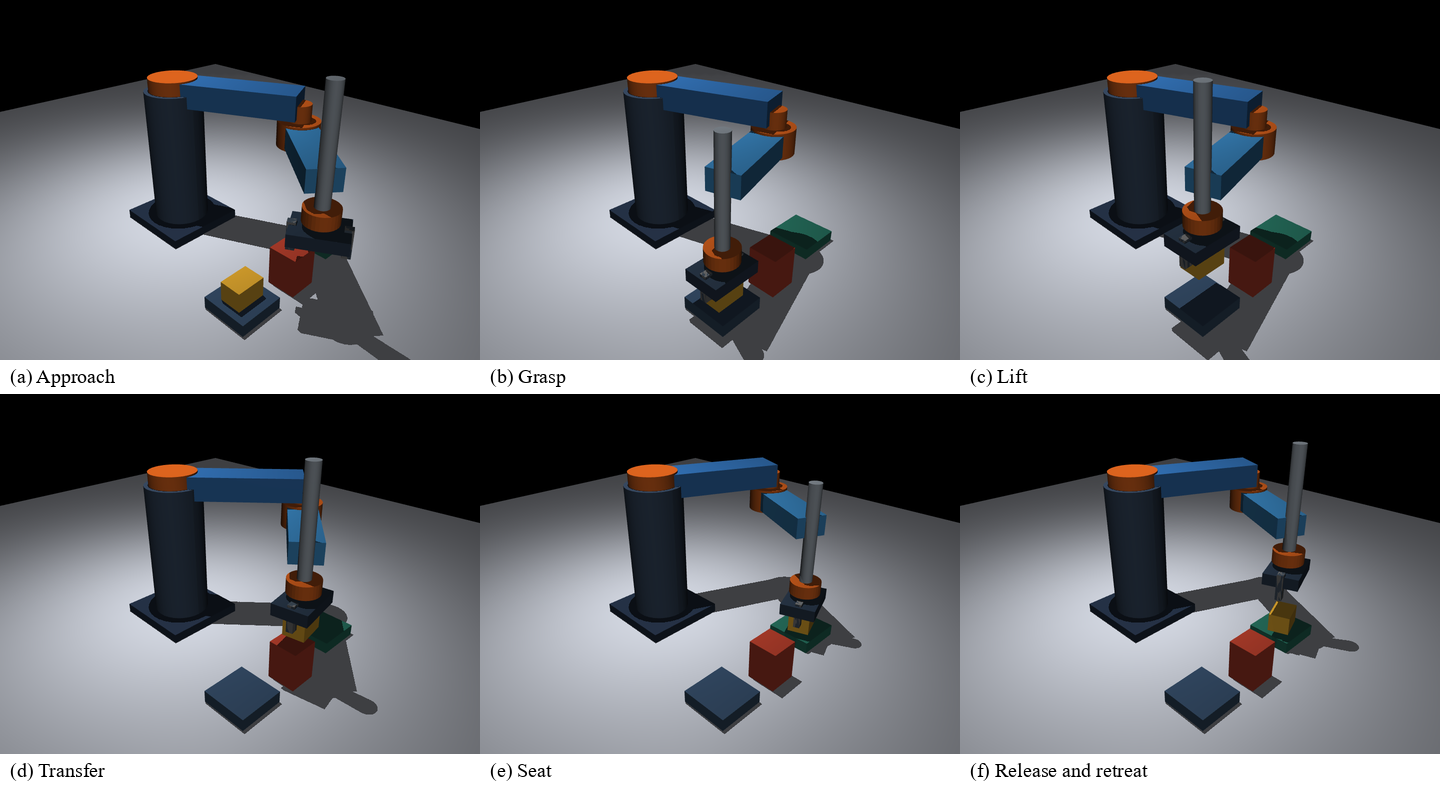 (a) Approach
(b) Grasp
(c) Lift
(d) Transfer
(e) Seat
(f) Release and retreat